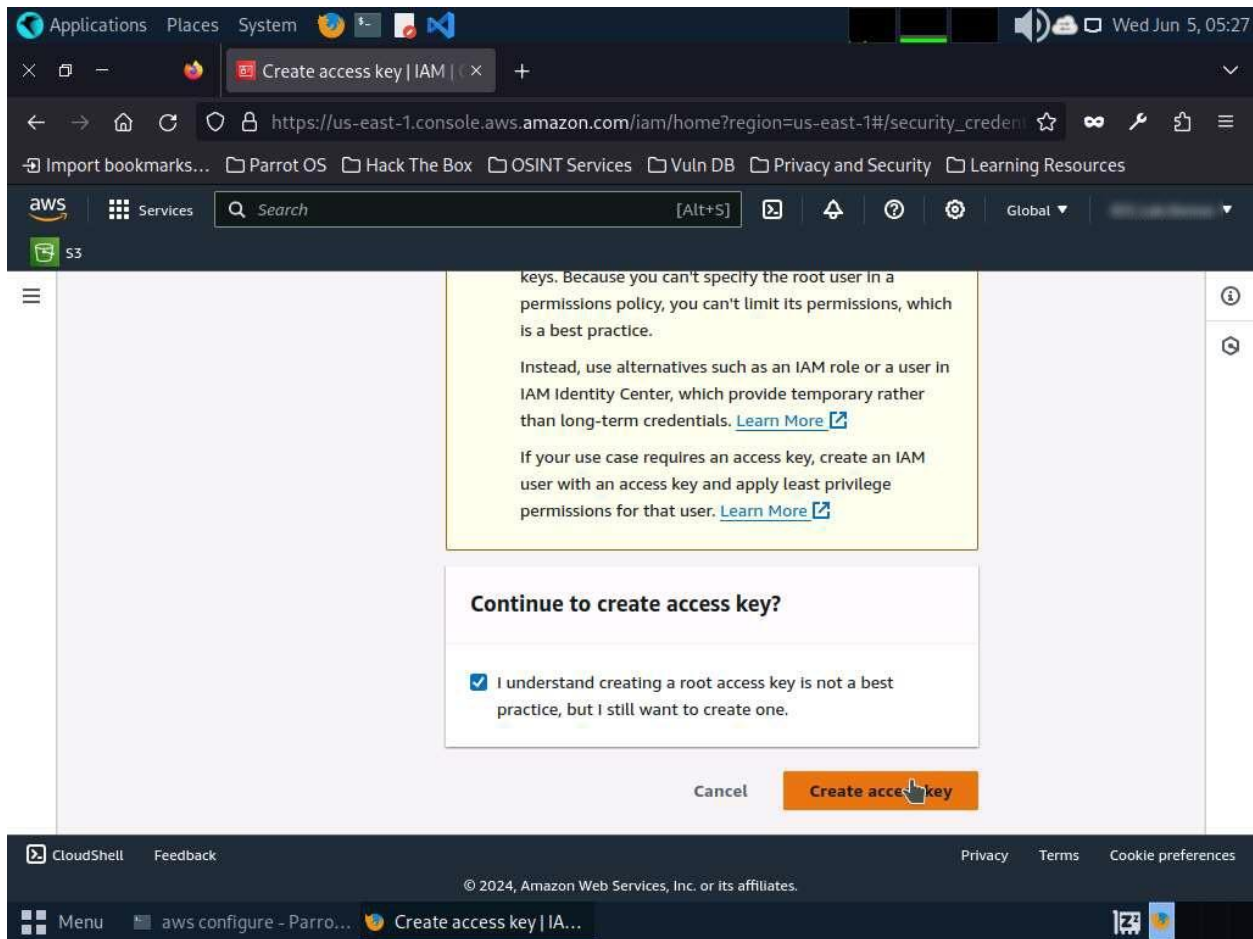 Applications Places System Wed Jun 5, 05:27
Create access key | IAM |
https://us-east-1.console.aws.amazon.com/iam/home?region=us-east-1#/security_creden
Import bookmarks... Parrot OS Hack The Box OSINT Services Vuln DB Privacy and Security Learning Resources
aws Services Search [Alt+S] Global
S3
keys. Because you can't specify the root user in a
permissions policy, you can't limit its permissions, which
is a best practice.
Instead, use alternatives such as an IAM role or a user in
IAM Identity Center, which provide temporary rather
than long-term credentials. Learn More
If your use case requires an access key, create an IAM
user with an access key and apply least privilege
permissions for that user. Learn More
Continue to create access key?
I understand creating a root access key is not a best
practice, but I still want to create one.
Cancel Create access key
CloudShell Feedback Privacy Terms Cookie preferences
© 2024, Amazon Web Services, Inc. or its affiliates.
Menu aws configure - Parro... Create access key | IA...